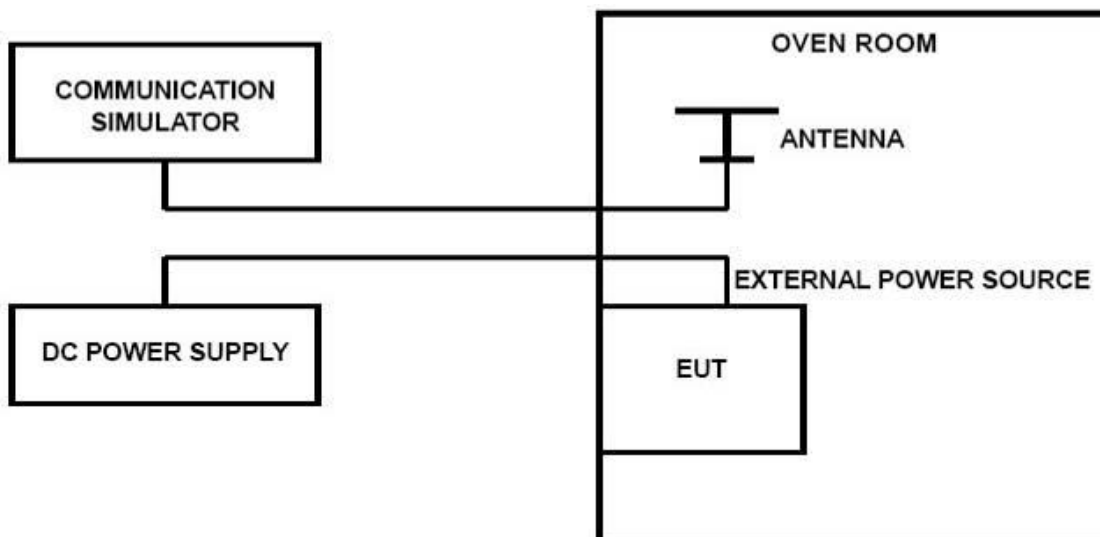 COMMUNICATION
SIMULATOR
OVEN ROOM
ANTENNA
EXTERNAL POWER SOURCE
DC POWER SUPPLY
EUT